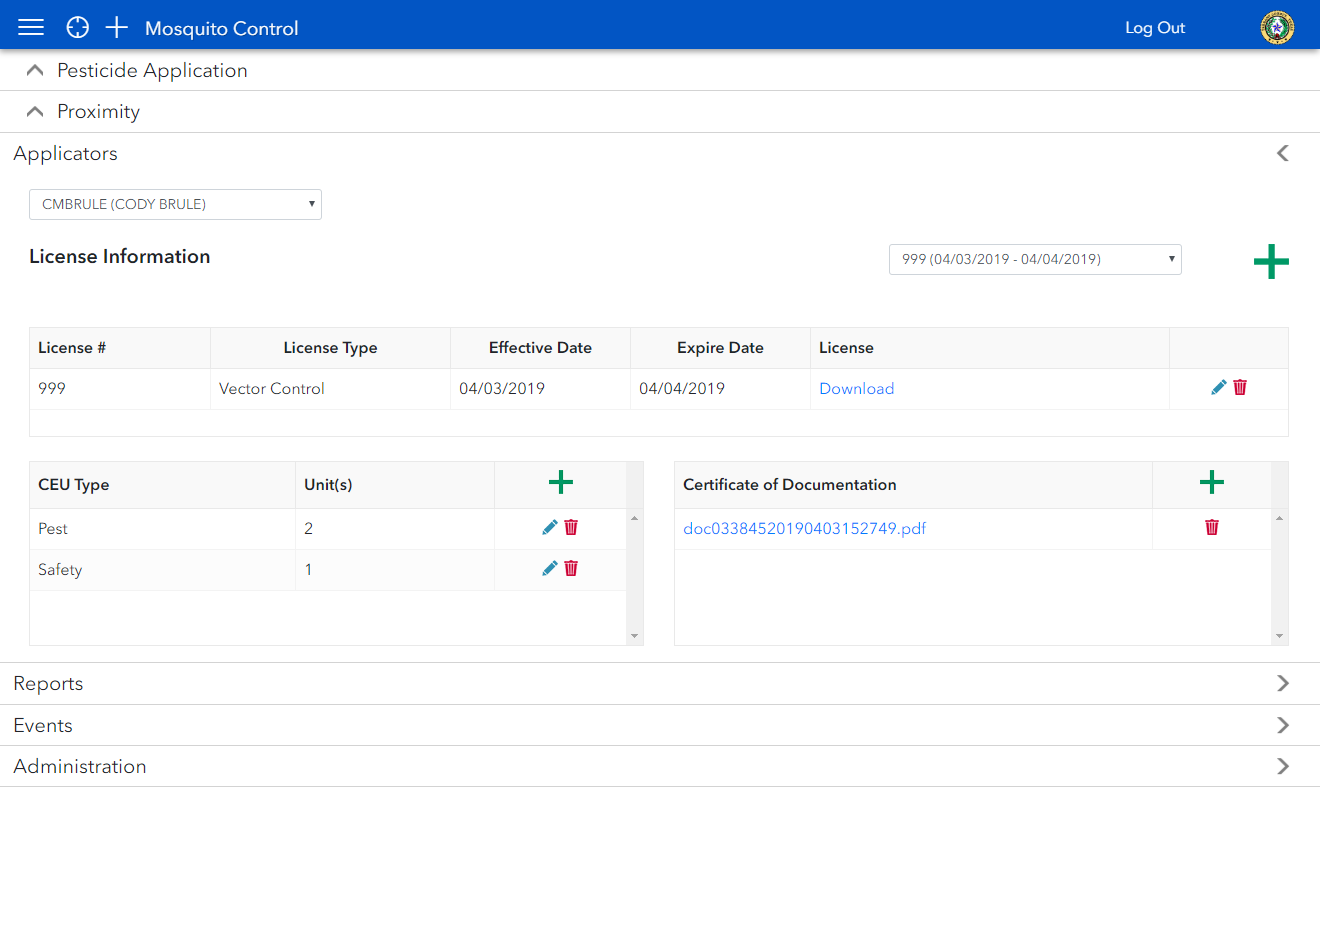 Mosquito Control
Log Out
Pesticide Application
Proximity
Applicators
CMBRULE (CODY BRULE)
License Information
999 (04/03/2019 - 04/04/2019)
License # License Type Effective Date Expire Date License
999 Vector Control 04/03/2019 04/04/2019 Download
CEU Type Unit(s)
Pest 2
Safety 1
Certificate of Documentation
doc03384520190403152749.pdf
Reports
Events
Administration